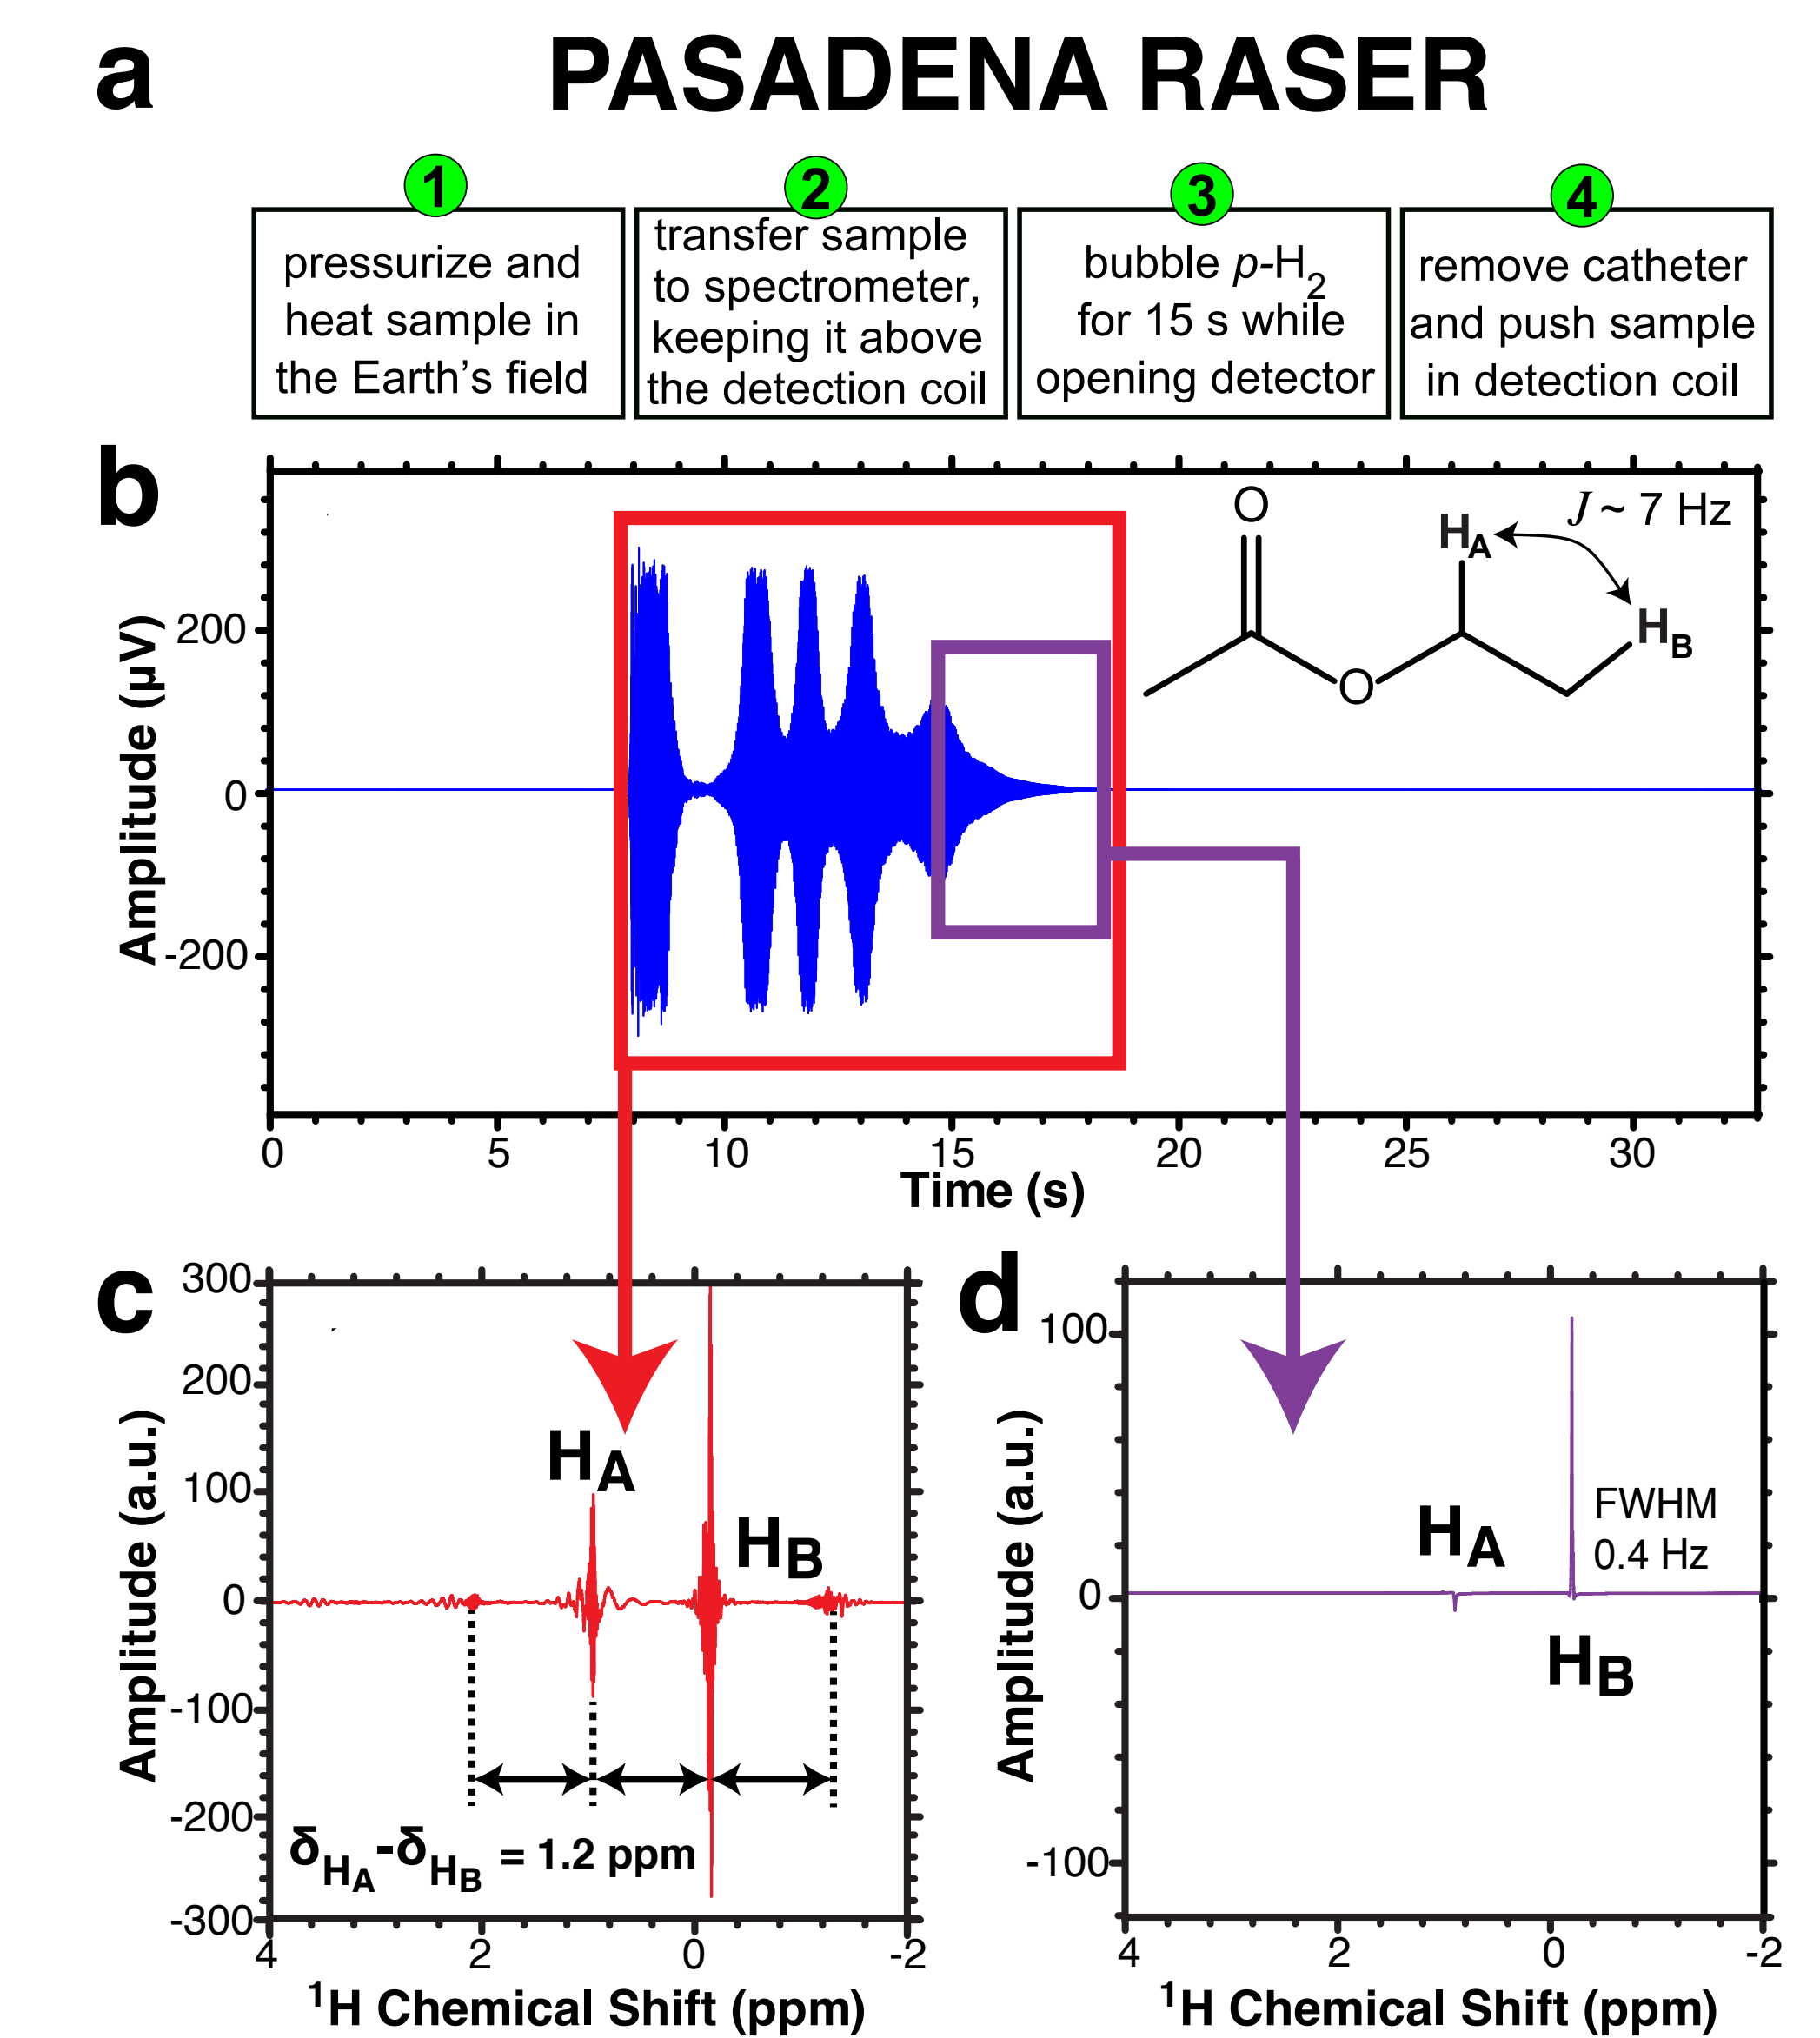 a
PASADENA RASER
1
pressurize and
heat sample in
the Earth's field
2
transfer sample
to spectrometer,
keeping it above
the detection coil
3
bubble p-H2
for 15 s while
opening detector
4
remove catheter
and push sample
in detection coil
b
Amplitude (µV)
200
0
-200
O
O
HA
HB
J ~ 7 Hz
0 5 10 15 20 25 30
Time (s)
c
Amplitude (a.u.)
300
200
100
0
-100
-200
-300
HA
HB
δHA-δHB = 1.2 ppm
4 2 0 -2
1H Chemical Shift (ppm)
d
Amplitude (a.u.)
100
0
-100
HA
FWHM
0.4 Hz
HB
4 2 0 -2
1H Chemical Shift (ppm)